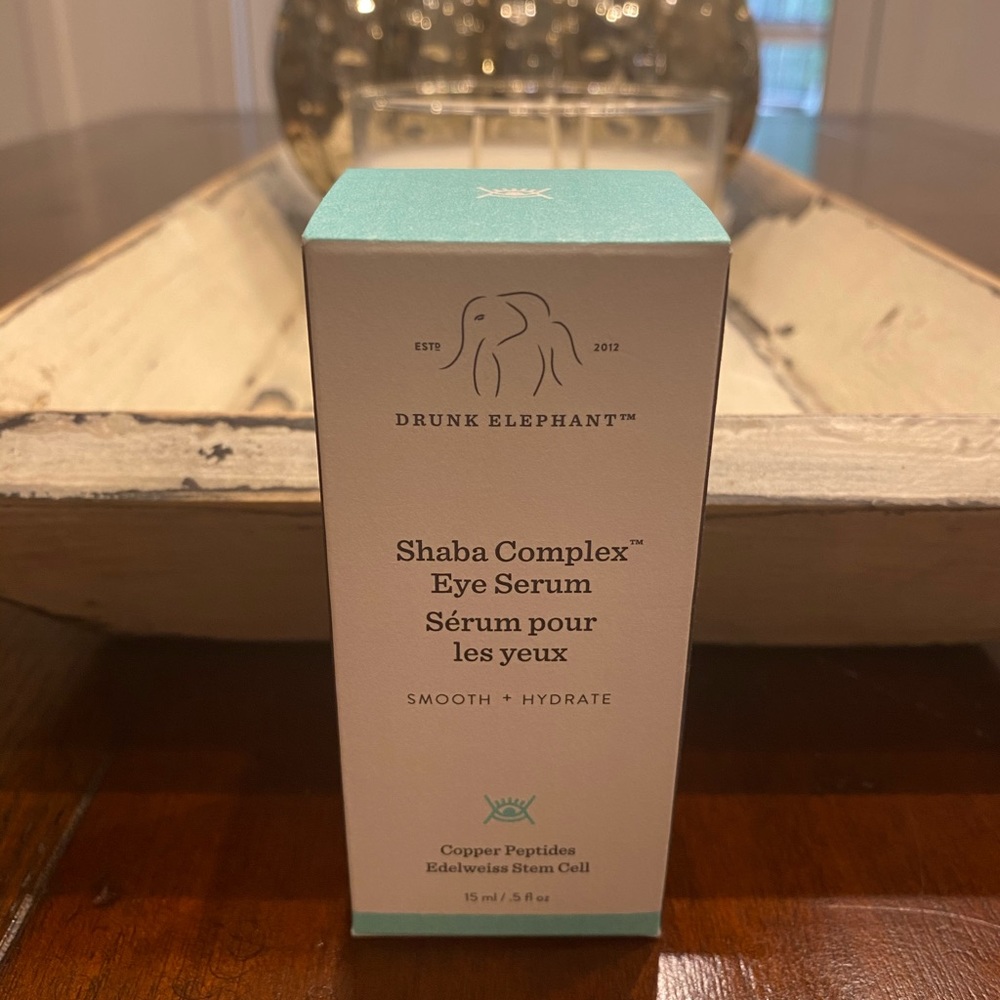 ESTD 2012
DRUNK ELEPHANT™
Shaba Complex™
Eye Serum
Sérum pour
les yeux
SMOOTH + HYDRATE
Copper Peptides
Edelweiss Stem Cell
15 ml / .5 fl oz